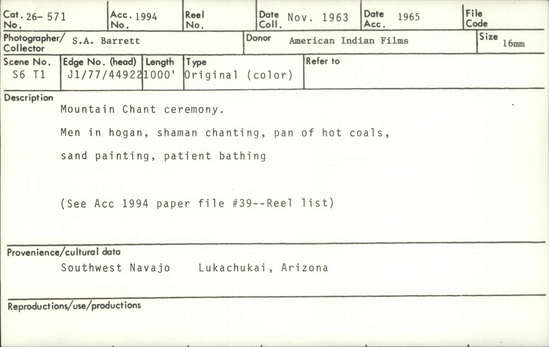 Cat. No. 26-571 Acc. No. 1994 Reel No. Date Coll. Nov. 1963 Date Acc. 1965 File Code
Photographer/Collector S.A. Barrett Donor American Indian Films Size 16mm
Scene No. S6 T1 Edge No. (head) J1/77/44922 Length 1000' Type Original (color) Refer to
Description
Mountain Chant ceremony.
Men in hogan, shaman chanting, pan of hot coals,
sand painting, patient bathing
(See Acc 1994 paper file #39--Reel list)
Provenience/cultural data
Southwest Navajo Lukachukai, Arizona
Reproductions/use/productions